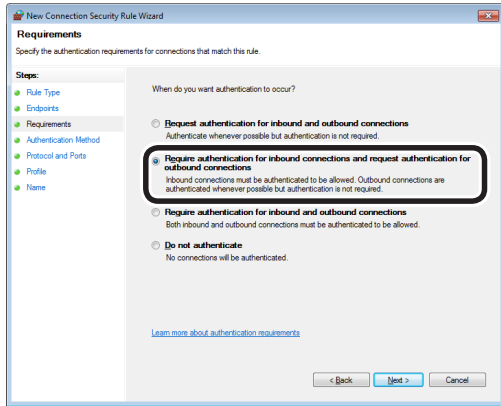 New Connection Security Rule Wizard
Requirements
Specify the authentication requirements for connections that match this rule.
Steps:
Rule Type
Endpoints
Requirements
Authentication Method
Protocol and Ports
Profile
Name
When do you want authentication to occur?
Request authentication for inbound and outbound connections
Authenticate whenever possible but authentication is not required.
Require authentication for inbound connections and request authentication for
outbound connections
Inbound connections must be authenticated to be allowed. Outbound connections are
authenticated whenever possible but authentication is not required.
Require authentication for inbound and outbound connections
Both inbound and outbound connections must be authenticated to be allowed.
Do not authenticate
No connections will be authenticated.
Learn more about authentication requirements
< Back
Next >
Cancel